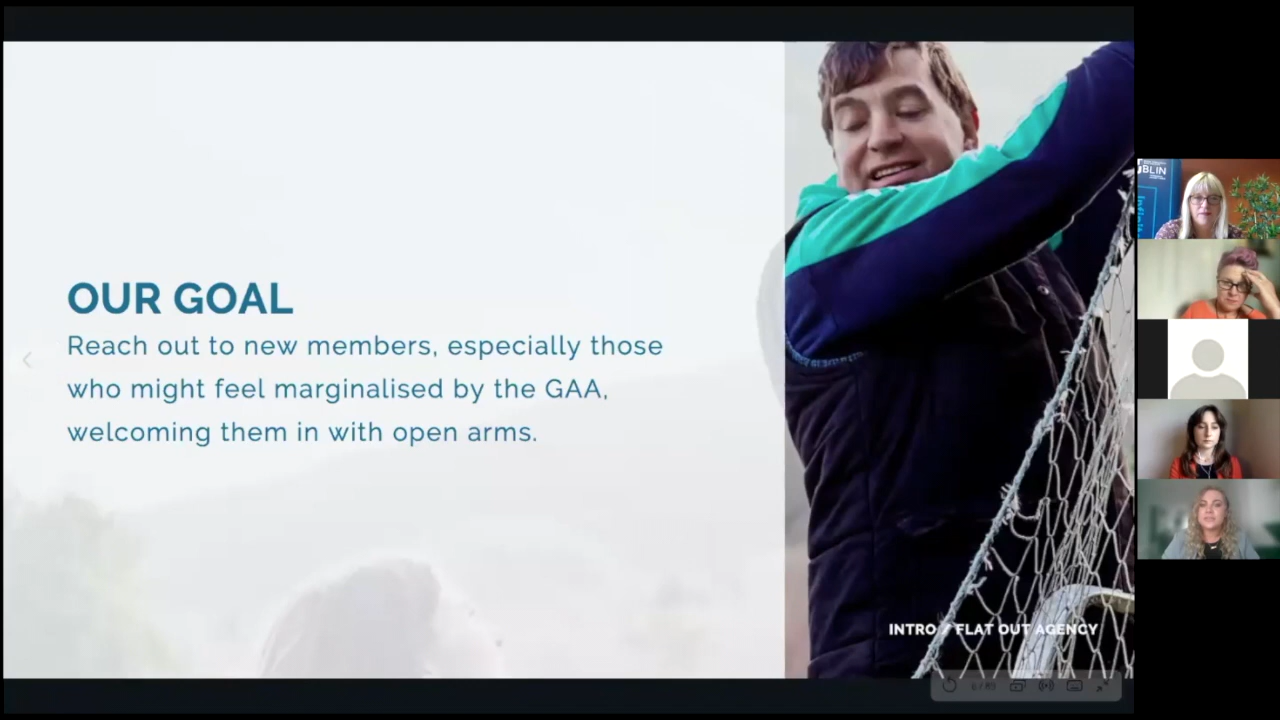 OUR GOAL
Reach out to new members, especially those
who might feel marginalised by the GAA,
welcoming them in with open arms.
INTRO / FLAT OUT AGENCY
BLIN